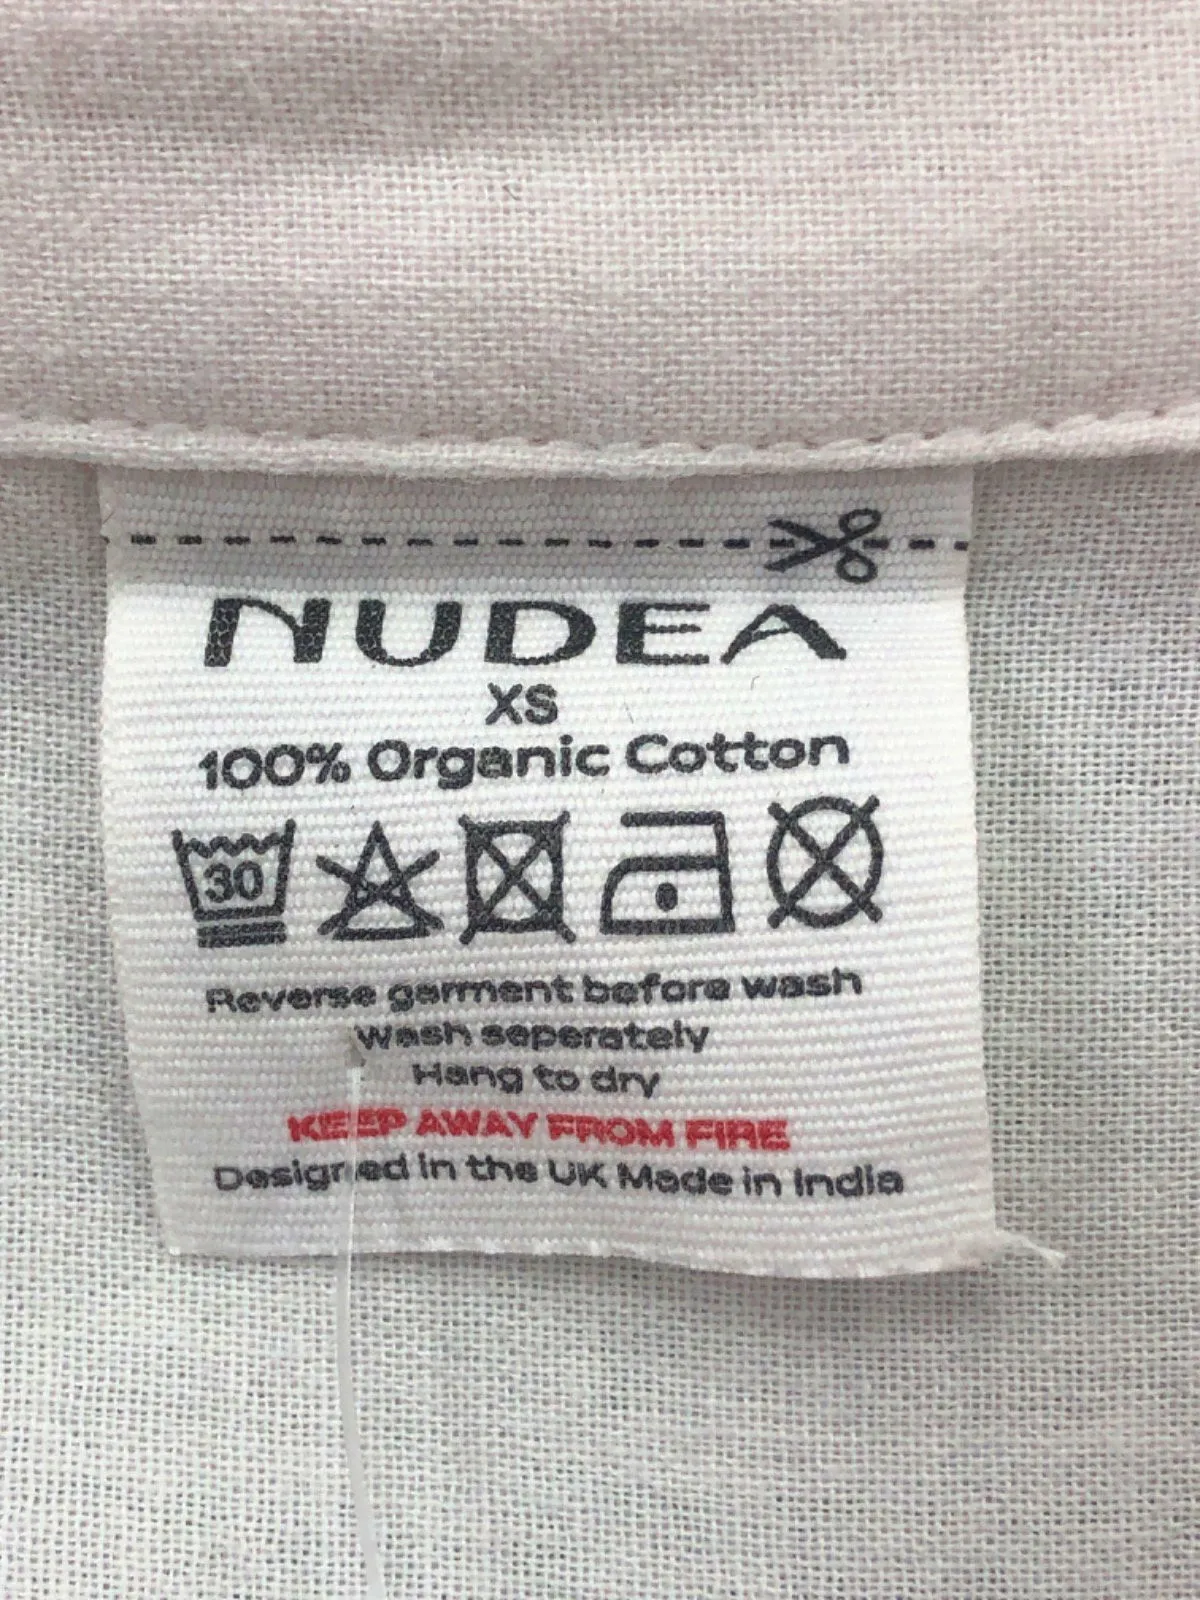 NUDEA
XS
100% Organic Cotton
30
Reverse garment before wash
Wash seperately
Hang to dry
KEEP AWAY FROM FIRE
Designed in the UK Made in India